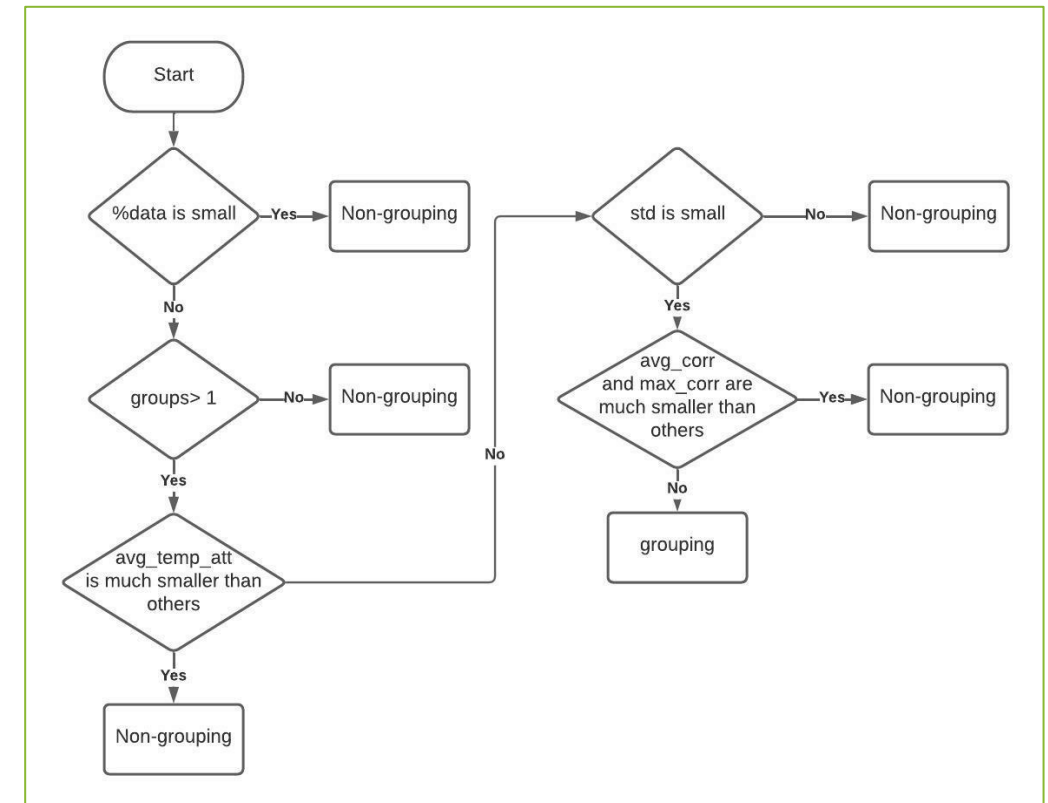 Start
%data is small
Yes
Non-grouping
No
groups> 1
No
Non-grouping
Yes
avg_temp_att
is much smaller than
others
Yes
Non-grouping
No
std is small
No
Non-grouping
Yes
avg_corr
and max_corr are
much smaller than
others
Yes
Non-grouping
No
grouping